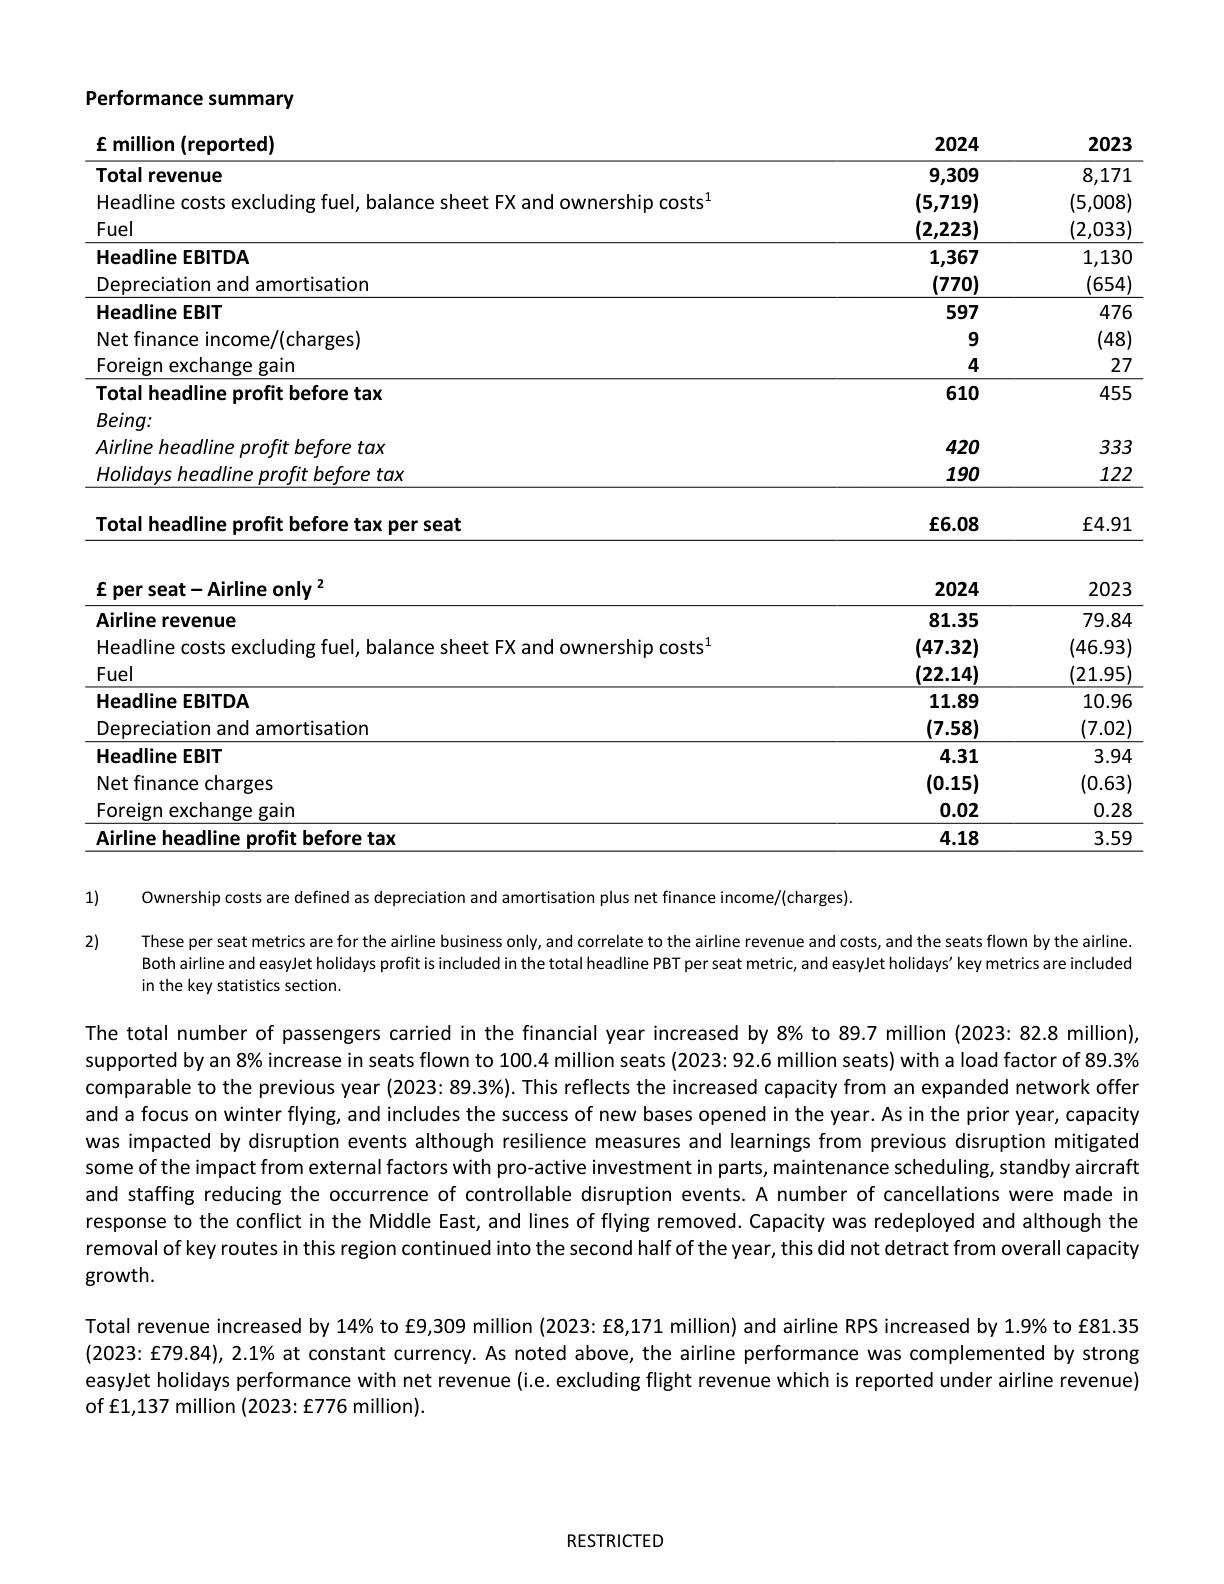 Performance summary
£ million (reported) 2024 2023
Total revenue 9,309 8,171
Headline costs excluding fuel, balance sheet FX and ownership costs1 (5,719) (5,008)
Fuel (2,223) (2,033)
Headline EBITDA 1,367 1,130
Depreciation and amortisation (770) (654)
Headline EBIT 597 476
Net finance income/(charges) 9 (48)
Foreign exchange gain 4 27
Total headline profit before tax 610 455
Being:
Airline headline profit before tax 420 333
Holidays headline profit before tax 190 122
Total headline profit before tax per seat £6.08 £4.91
£ per seat – Airline only 2 2024 2023
Airline revenue 81.35 79.84
Headline costs excluding fuel, balance sheet FX and ownership costs1 (47.32) (46.93)
Fuel (22.14) (21.95)
Headline EBITDA 11.89 10.96
Depreciation and amortisation (7.58) (7.02)
Headline EBIT 4.31 3.94
Net finance charges (0.15) (0.63)
Foreign exchange gain 0.02 0.28
Airline headline profit before tax 4.18 3.59
1) Ownership costs are defined as depreciation and amortisation plus net finance income/(charges).
2) These per seat metrics are for the airline business only, and correlate to the airline revenue and costs, and the seats flown by the airline.
Both airline and easyJet holidays profit is included in the total headline PBT per seat metric, and easyJet holidays’ key metrics are included
in the key statistics section.
The total number of passengers carried in the financial year increased by 8% to 89.7 million (2023: 82.8 million),
supported by an 8% increase in seats flown to 100.4 million seats (2023: 92.6 million seats) with a load factor of 89.3%
comparable to the previous year (2023: 89.3%). This reflects the increased capacity from an expanded network offer
and a focus on winter flying, and includes the success of new bases opened in the year. As in the prior year, capacity
was impacted by disruption events although resilience measures and learnings from previous disruption mitigated
some of the impact from external factors with pro-active investment in parts, maintenance scheduling, standby aircraft
and staffing reducing the occurrence of controllable disruption events. A number of cancellations were made in
response to the conflict in the Middle East, and lines of flying removed. Capacity was redeployed and although the
removal of key routes in this region continued into the second half of the year, this did not detract from overall capacity
growth.
Total revenue increased by 14% to £9,309 million (2023: £8,171 million) and airline RPS increased by 1.9% to £81.35
(2023: £79.84), 2.1% at constant currency. As noted above, the airline performance was complemented by strong
easyJet holidays performance with net revenue (i.e. excluding flight revenue which is reported under airline revenue)
of £1,137 million (2023: £776 million).
RESTRICTED